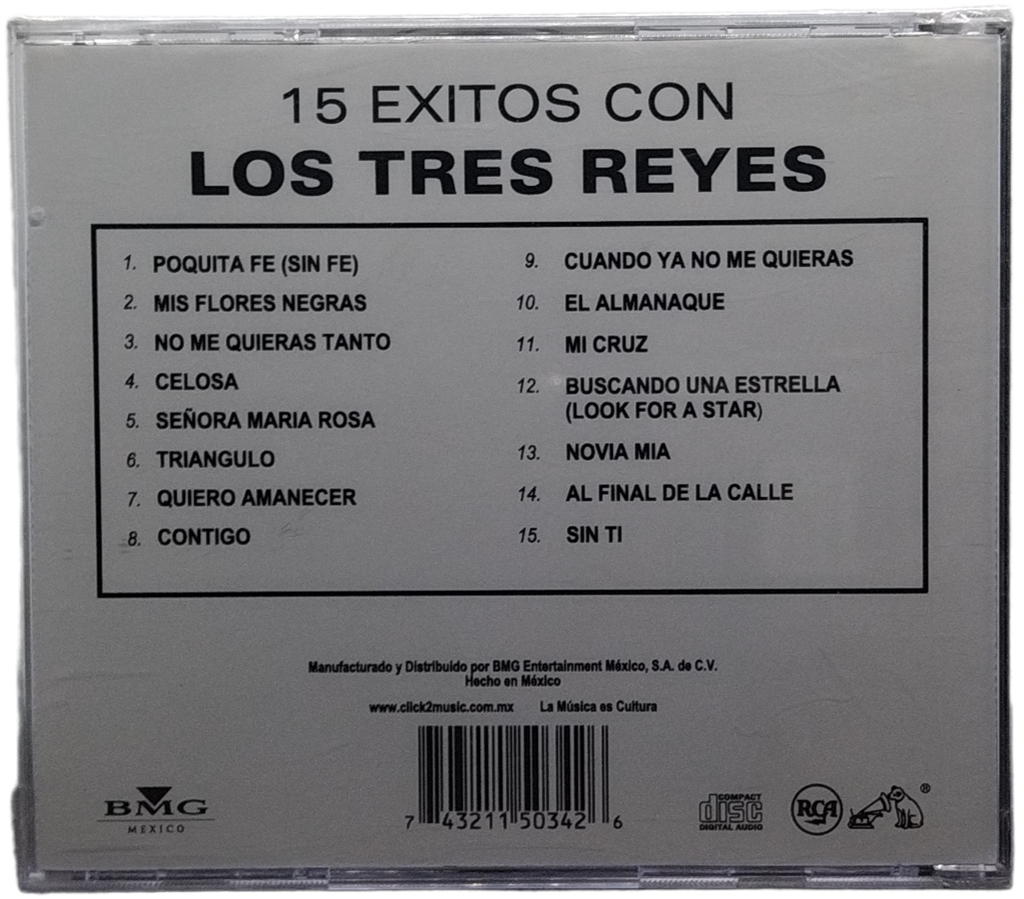 15 EXITOS CON
LOS TRES REYES
1. POQUITA FE (SIN FE)
2. MIS FLORES NEGRAS
3. NO ME QUIERAS TANTO
4. CELOSA
5. SEÑORA MARIA ROSA
6. TRIANGULO
7. QUIERO AMANECER
8. CONTIGO
9. CUANDO YA NO ME QUIERAS
10. EL ALMANAQUE
11. MI CRUZ
12. BUSCANDO UNA ESTRELLA
(LOOK FOR A STAR)
13. NOVIA MIA
14. AL FINAL DE LA CALLE
15. SIN TI
Manufacturado y Distribuido por BMG Entertainment México, S.A. de C.V.
Hecho en México
www.click2music.com.mx La Música es Cultura
BMG
MEXICO
7 43211 50342 6
COMPACT
disc
DIGITAL AUDIO
RCA
®